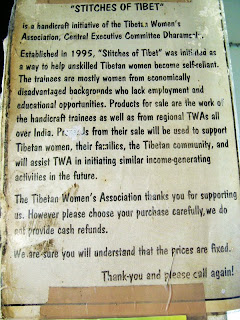 "STITCHES OF TIBET"
is a handicraft initiative of the Tibetan Women's
Association, Central Executive Committee Dharams
Established in 1995, "Stitches of Tibet" was initiated as
a way to help unskilled Tibetan women become self-reliant.
The trainees are mostly women from economically
disadvantaged backgrounds who lack employment and
educational opportunities. Products for sale are the work of
the handicraft trainees as well as from regional TWAs all
over India. from their sale will be used to support
Tibetan women, their families, the Tibetan community, and
will assist TWA in initiating similar income-generating
activities in the future.
The Tibetan Women's Association thanks you for supporting
us. However please choose your purchase carefully, we do
not provide cash refunds.
We are sure you will understand that the prices are fixed.
Thank-you and please call again!